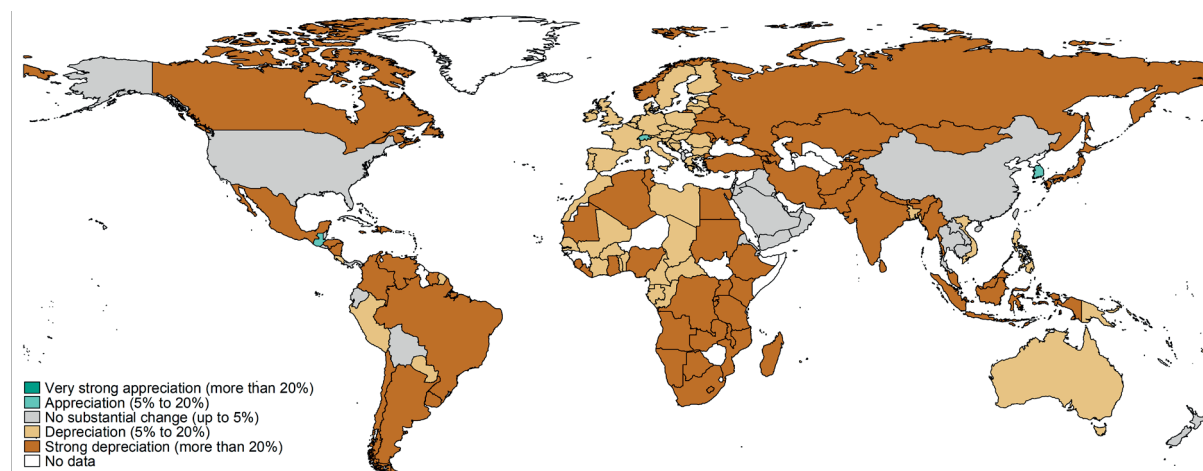 Very strong appreciation (more than 20%)
Appreciation (5% to 20%)
No substantial change (up to 5%)
Depreciation (5% to 20%)
Strong depreciation (more than 20%)
No data